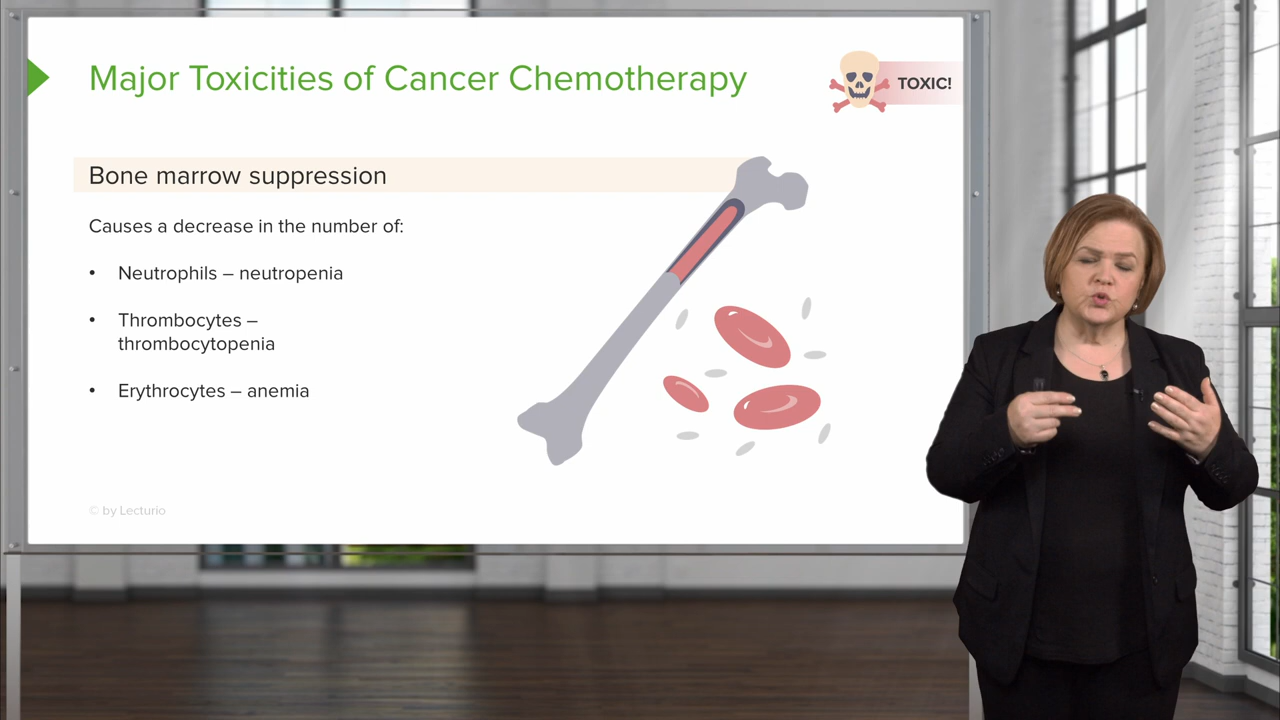 Major Toxicities of Cancer Chemotherapy
TOXIC!
Bone marrow suppression
Causes a decrease in the number of:
• Neutrophils – neutropenia
• Thrombocytes –
thrombocytopenia
• Erythrocytes – anemia
© by Lecturio